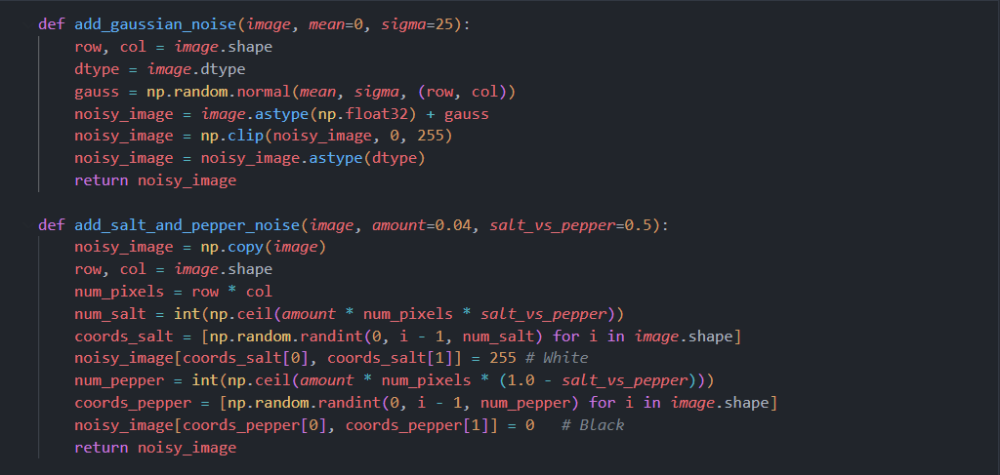 def add_gaussian_noise(image, mean=0, sigma=25):
    row, col = image.shape
    dtype = image.dtype
    gauss = np.random.normal(mean, sigma, (row, col))
    noisy_image = image.astype(np.float32) + gauss
    noisy_image = np.clip(noisy_image, 0, 255)
    noisy_image = noisy_image.astype(dtype)
    return noisy_image

def add_salt_and_pepper_noise(image, amount=0.04, salt_vs_pepper=0.5):
    noisy_image = np.copy(image)
    row, col = image.shape
    num_pixels = row * col
    num_salt = int(np.ceil(amount * num_pixels * salt_vs_pepper))
    coords_salt = [np.random.randint(0, i - 1, num_salt) for i in image.shape]
    noisy_image[coords_salt[0], coords_salt[1]] = 255 # White
    num_pepper = int(np.ceil(amount * num_pixels * (1.0 - salt_vs_pepper)))
    coords_pepper = [np.random.randint(0, i - 1, num_pepper) for i in image.shape]
    noisy_image[coords_pepper[0], coords_pepper[1]] = 0   # Black
    return noisy_image